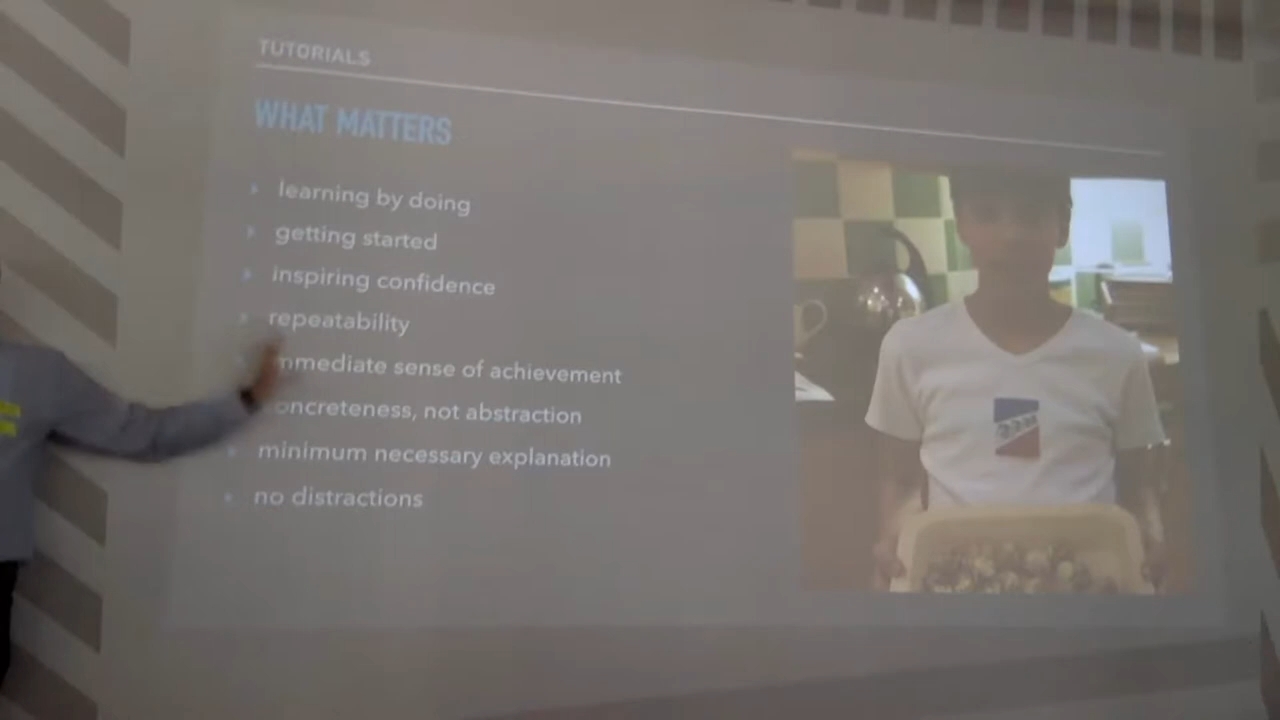 TUTORIALS
WHAT MATTERS
learning by doing
getting started
inspiring confidence
repeatability
mmediate sense of achievement
oncreteness, not abstraction
minimum necessary explanation
no distractions